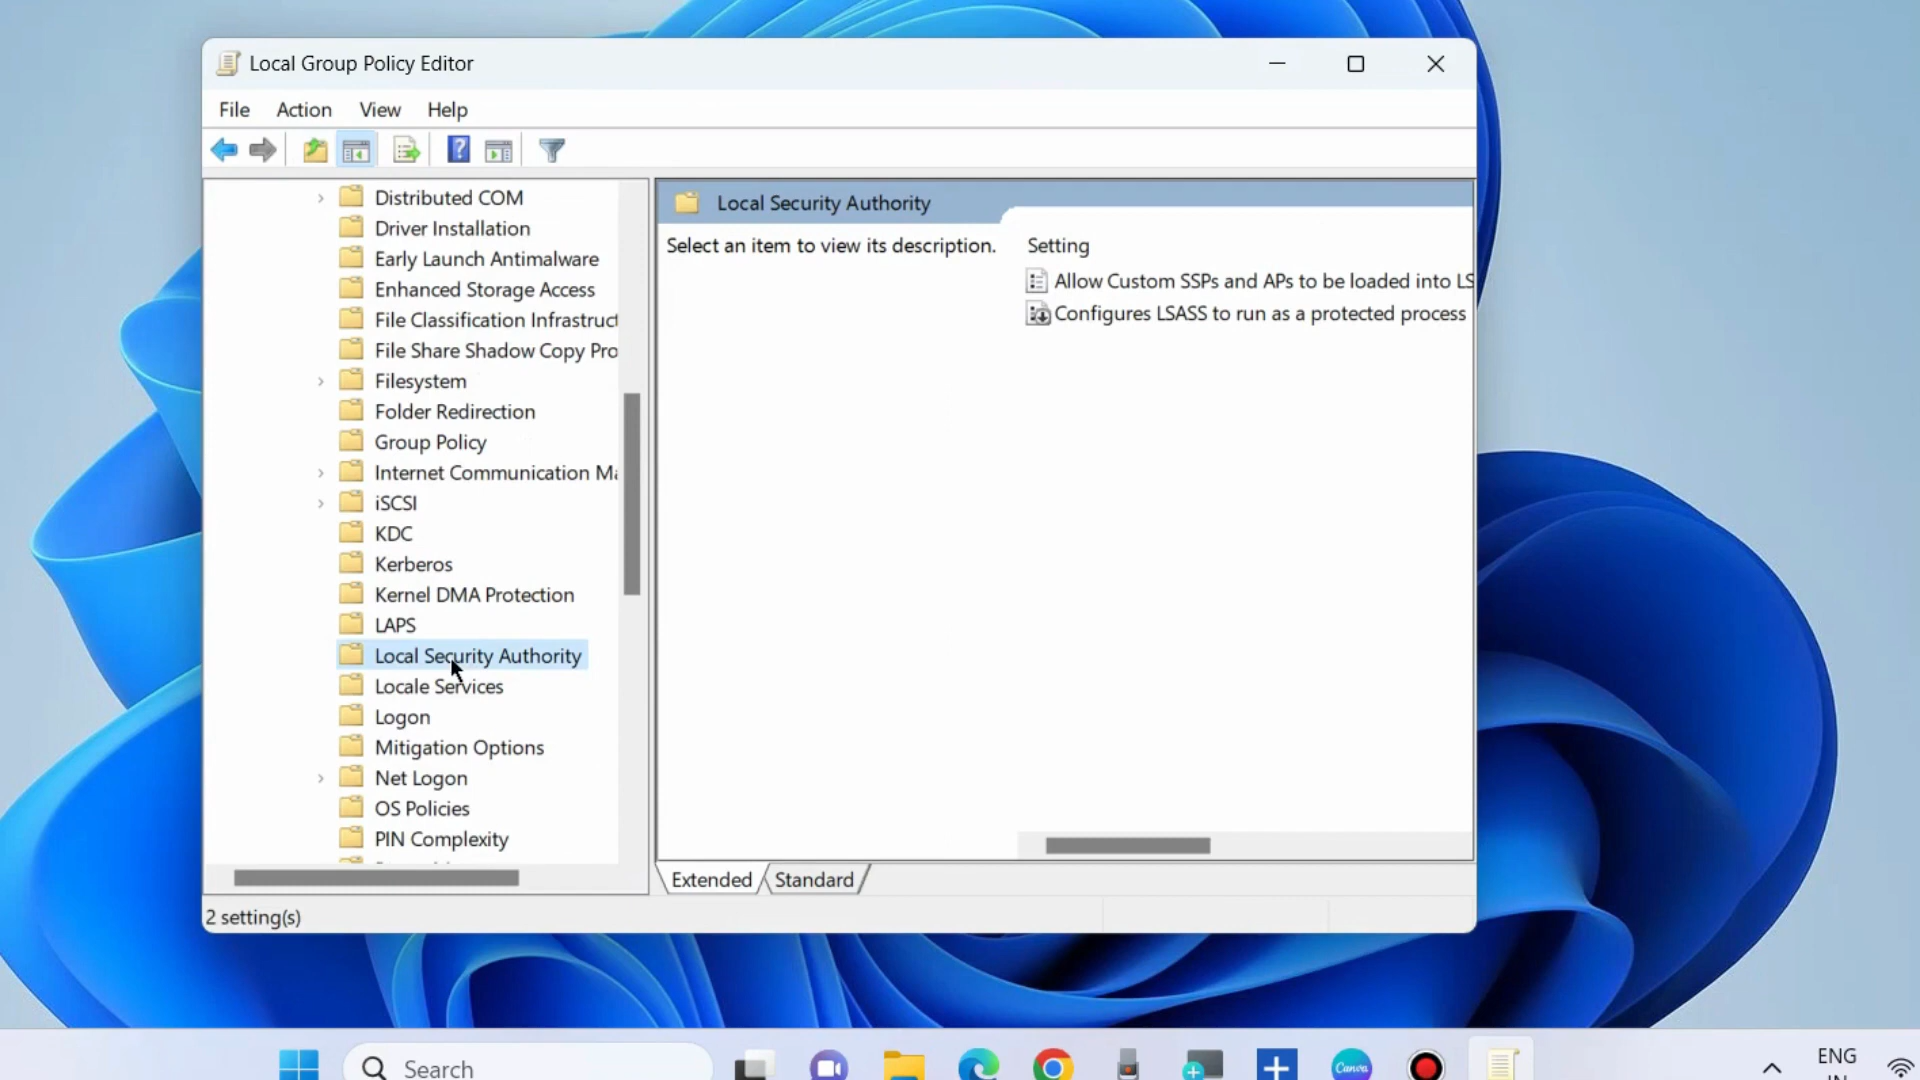 Local Group Policy Editor
File Action View Help
Distributed COM
Driver Installation
Early Launch Antimalware
Enhanced Storage Access
File Classification Infrastruct
File Share Shadow Copy Pro
Filesystem
Folder Redirection
Group Policy
Internet Communication Ma
iSCSI
KDC
Kerberos
Kernel DMA Protection
LAPS
Local Security Authority
Locale Services
Logon
Mitigation Options
Net Logon
OS Policies
PIN Complexity
Local Security Authority
Select an item to view its description.
Setting
Allow Custom SSPs and APs to be loaded into LS
Configures LSASS to run as a protected process
Extended Standard
2 setting(s)
Search
Canva
ENG
IN